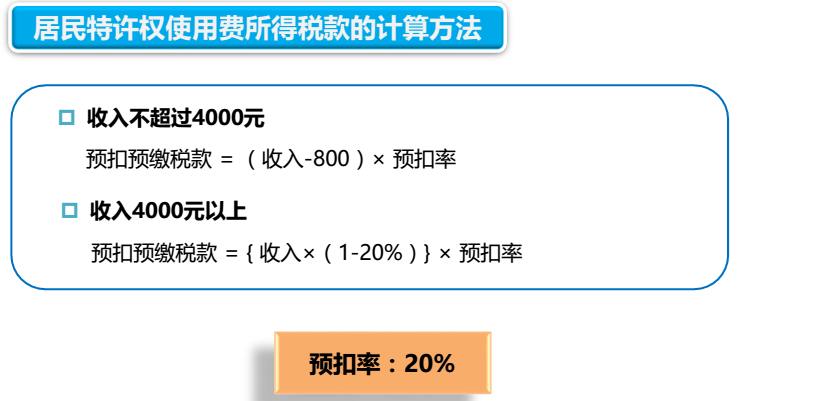 居民特许权使用费所得税款的计算方法
收入不超过4000元
预扣预缴税款 = （收入-800）× 预扣率
收入4000元以上
预扣预缴税款 = { 收入×（1-20%）} × 预扣率
预扣率：20%